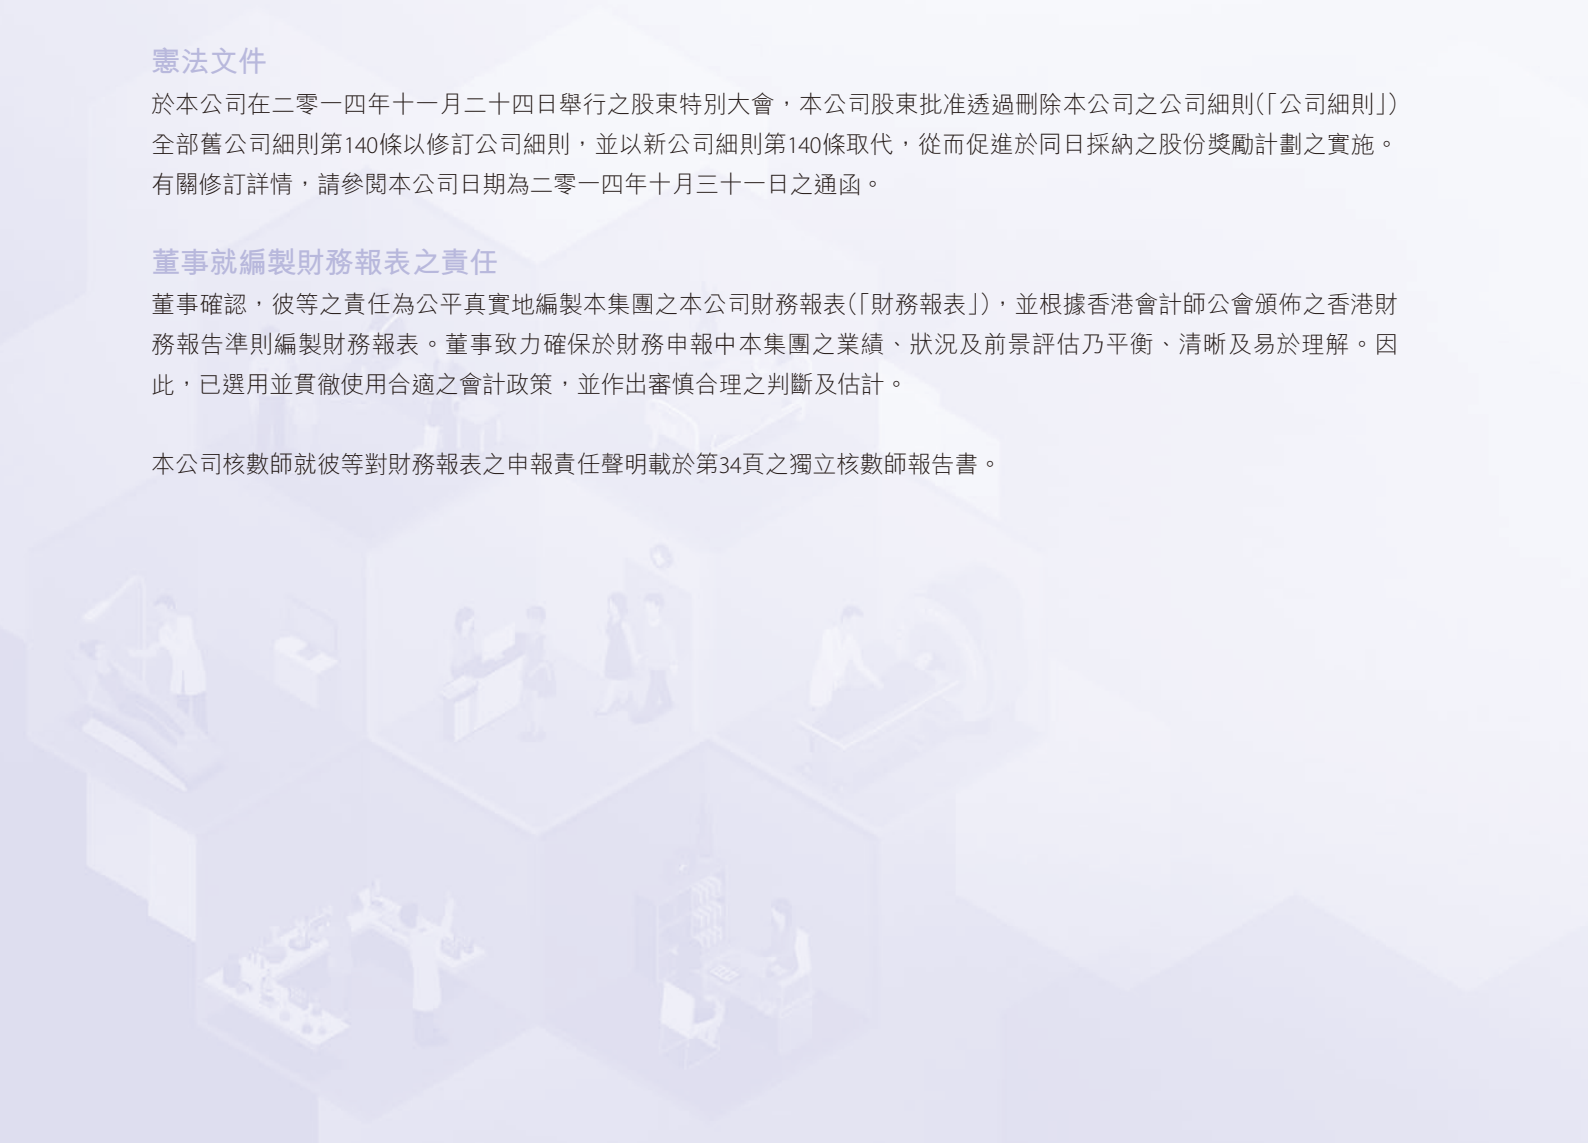 憲法文件
於本公司在二零一四年十一月二十四日舉行之股東特別大會，本公司股東批准透過刪除本公司之公司細則(「公司細則」)
全部舊公司細則第140條以修訂公司細則，並以新公司細則第140條取代，從而促進於同日採納之股份獎勵計劃之實施。
有關修訂詳情，請參閱本公司日期為二零一四年十月三十一日之通函。
董事就編製財務報表之責任
董事確認，彼等之責任為公平真實地編製本集團之本公司財務報表(「財務報表」)，並根據香港會計師公會頒佈之香港財
務報告準則編製財務報表。董事致力確保於財務申報中本集團之業績、狀況及前景評估乃平衡、清晰及易於理解。因
此，已選用並貫徹使用合適之會計政策，並作出審慎合理之判斷及估計。
本公司核數師就彼等對財務報表之申報責任聲明載於第34頁之獨立核數師報告書。